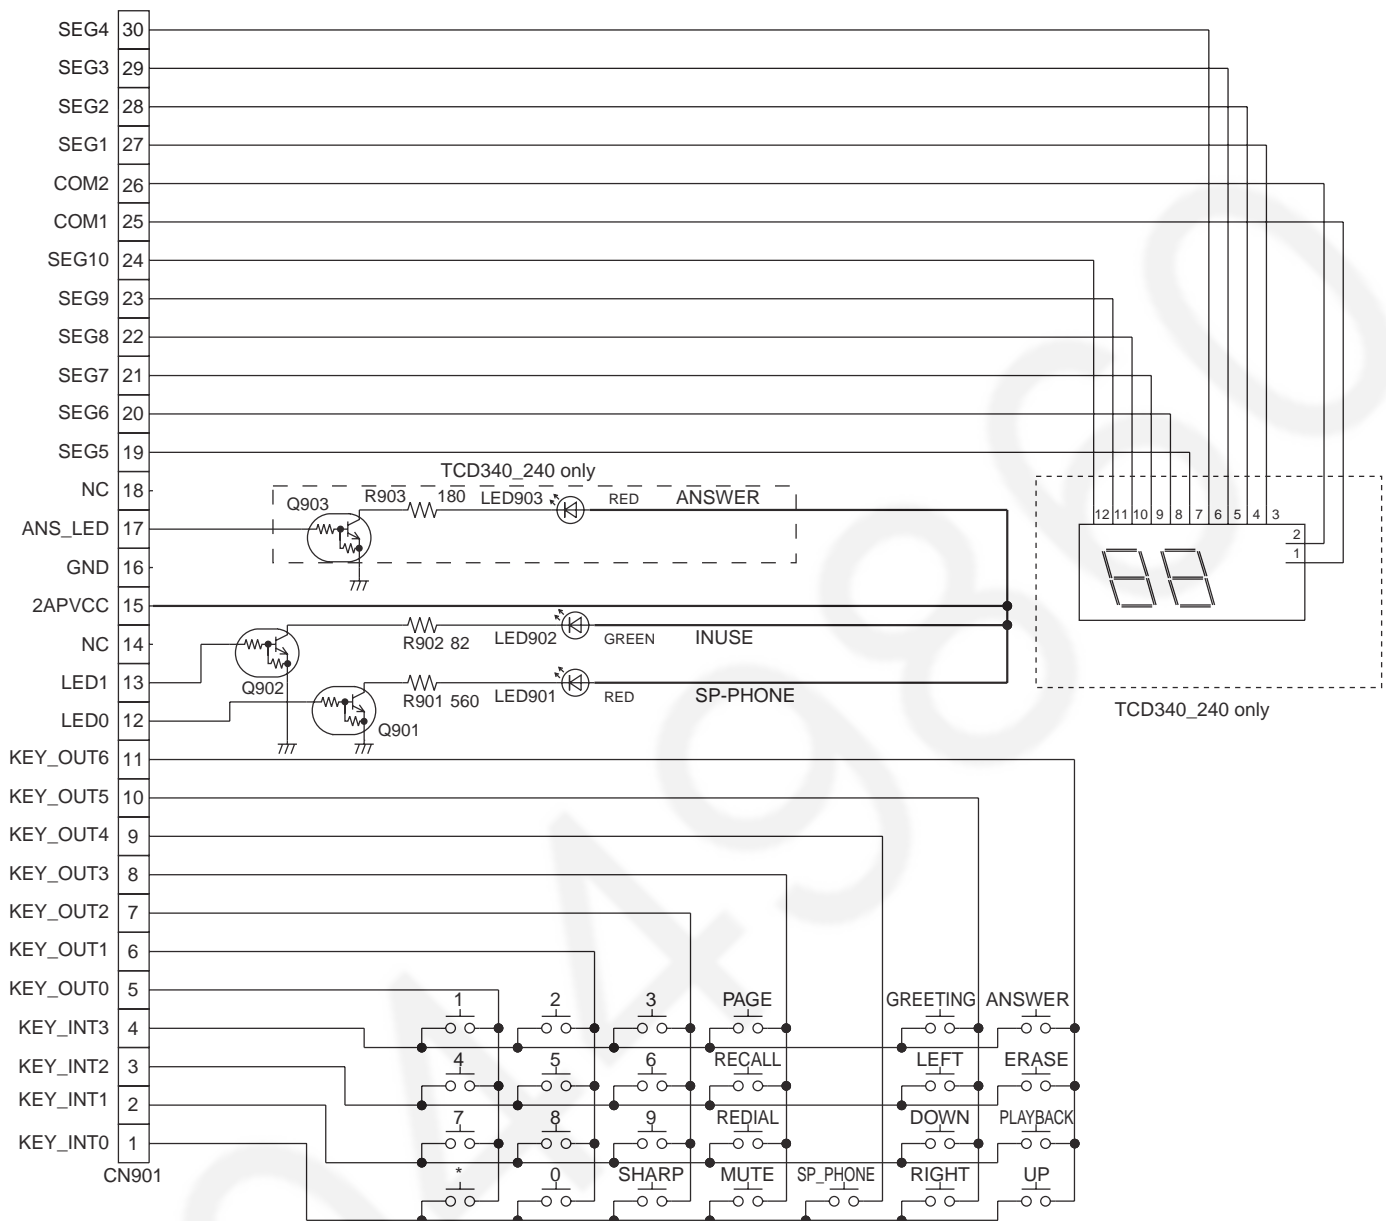 SEG4 30
SEG3 29
SEG2 28
SEG1 27
COM2 26
COM1 25
SEG10 24
SEG9 23
SEG8 22
SEG7 21
SEG6 20
SEG5 19
TCD340_240 only
NC 18
Q903 R903 180 LED903 RED ANSWER
ANS_LED 17
12 11 10 9 8 7 6 5 4 3
2
1
GND 16
2APVCC 15
NC 14
R902 82 LED902 GREEN INUSE
LED1 13
Q902 R901 560 LED901 RED SP-PHONE
LED0 12
Q901
TCD340_240 only
KEY_OUT6 11
KEY_OUT5 10
KEY_OUT4 9
KEY_OUT3 8
KEY_OUT2 7
KEY_OUT1 6
KEY_OUT0 5
1 2 3 PAGE GREETING ANSWER
KEY_INT3 4
4 5 6 RECALL LEFT ERASE
KEY_INT2 3
KEY_INT1 2
7 8 9 REDIAL DOWN PLAYBACK
KEY_INT0 1
CN901
* 0 SHARP MUTE SP_PHONE RIGHT UP